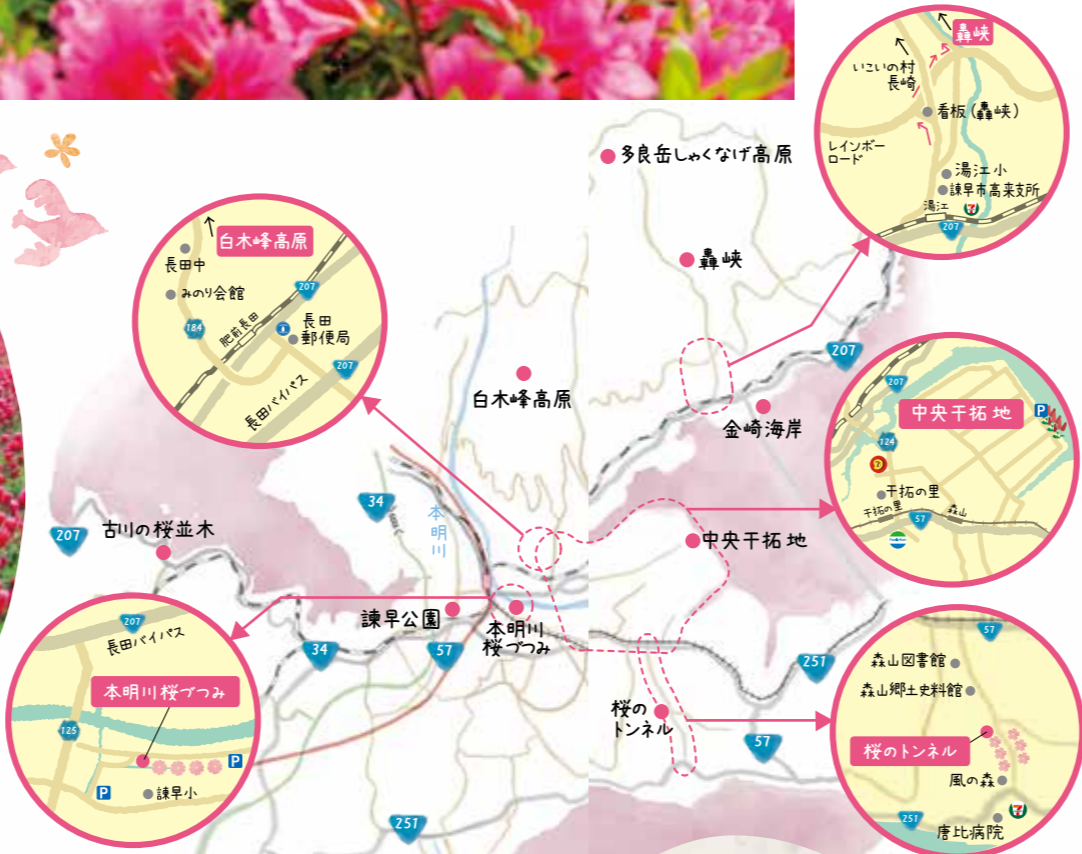 轟峡
いこいの村
長崎
看板(轟峡)
レインボー
ロード
湯江小
諫早市高来支所
湯江
207
多良岳しゃくなげ高原
轟峡
白木峰高原
長田中
みのり会館
207
184
肥前長田
長田
郵便局
207
長田バイパス
白木峰高原
207
金崎海岸
207
中央干拓地
P
124
干拓の里
干拓の里
森山
57
34
本明川
207
古川の桜並木
中央干拓地
諫早公園
本明川
桜づつみ
34
57
251
桜の
トンネル
57
251
207
長田バイパス
本明川桜づつみ
125
P
P
諫早小
57
森山図書館
森山郷土史料館
桜のトンネル
風の森
251
唐比病院